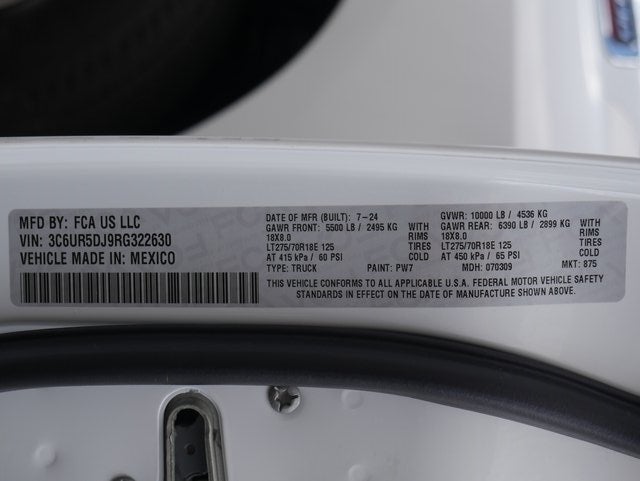 MFD BY: FCA US LLC
VIN: 3C6UR5DJ9RG322630
VEHICLE MADE IN: MEXICO
DATE OF MFR (BUILT): 7-24
GAWR FRONT: 5500 LB / 2495 KG WITH
18X8.0 RIMS
LT275/70R18E 125 TIRES
AT 415 kPa / 60 PSI COLD
TYPE: TRUCK PAINT: PW7
GVWR: 10000 LB / 4536 KG
GAWR REAR: 6390 LB / 2899 KG WITH
18X8.0 RIMS
LT275/70R18E 125 TIRES
AT 450 kPa / 65 PSI COLD
MDH: 070309 MKT: 875
THIS VEHICLE CONFORMS TO ALL APPLICABLE U.S.A. FEDERAL MOTOR VEHICLE SAFETY
STANDARDS IN EFFECT ON THE DATE OF MANUFACTURE SHOWN ABOVE.